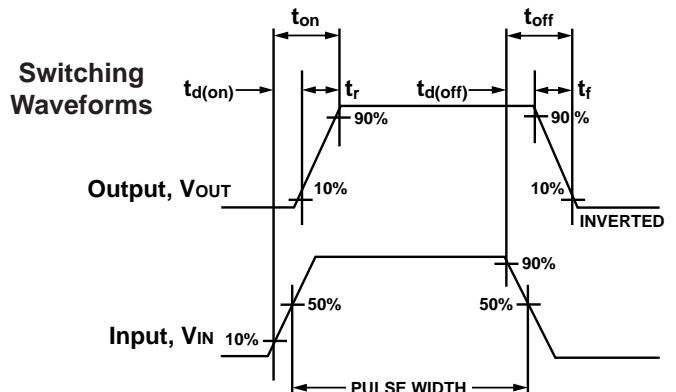 ton
toff
Switching
Waveforms
td(on)
tr
td(off)
tf
90%
90 %
Output, VOUT
10%
10%
INVERTED
90%
50%
50%
Input, VIN
10%
PULSE WIDTH